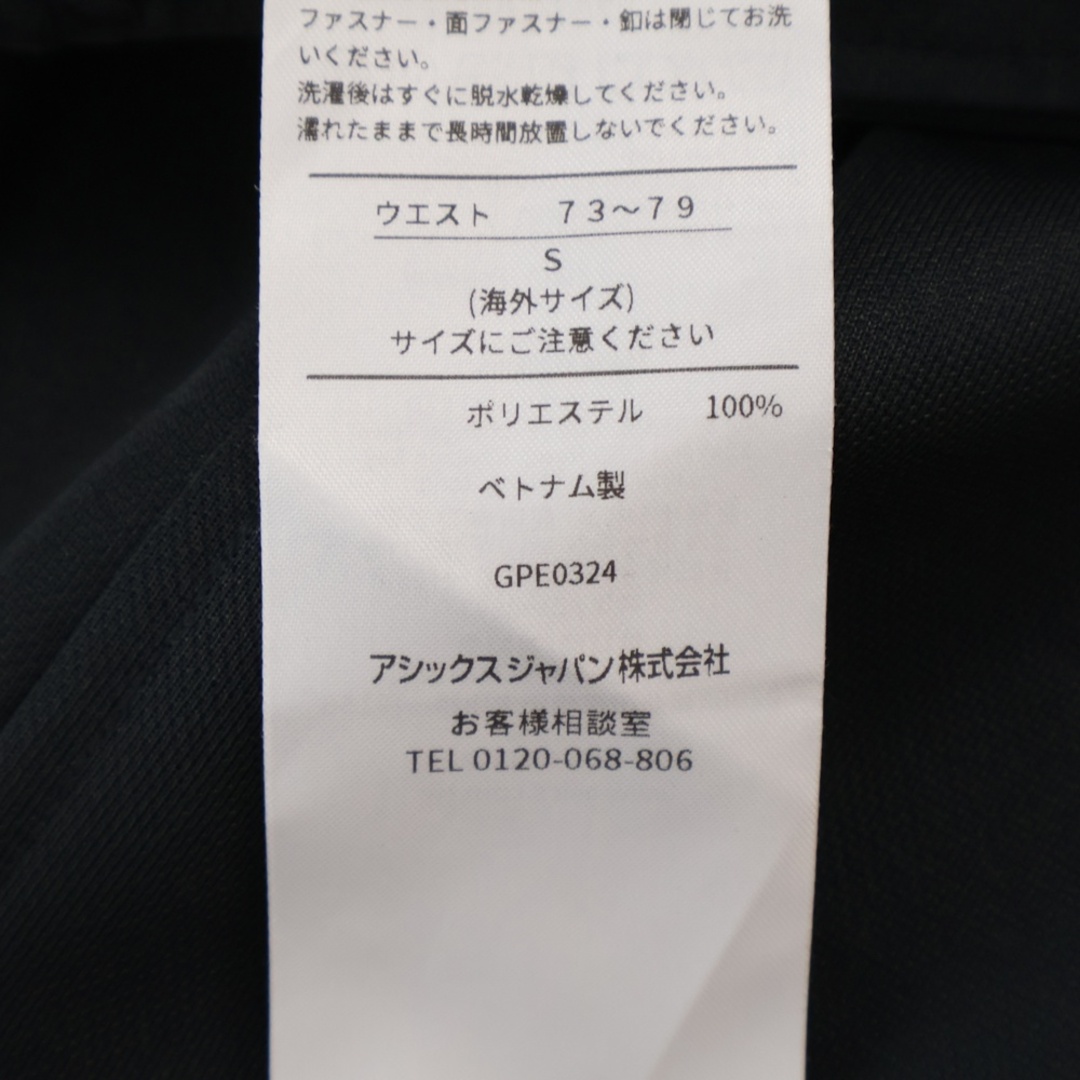 ファスナー・面ファスナー・釦は閉じてお洗
いください。
洗濯後はすぐに脱水乾燥してください。
濡れたままで長時間放置しないでください。
ウエスト ７３～７９
S
(海外サイズ)
サイズにご注意ください
ポリエステル 100%
ベトナム製
GPE0324
アシックスジャパン株式会社
お客様相談室
TEL 0120-068-806